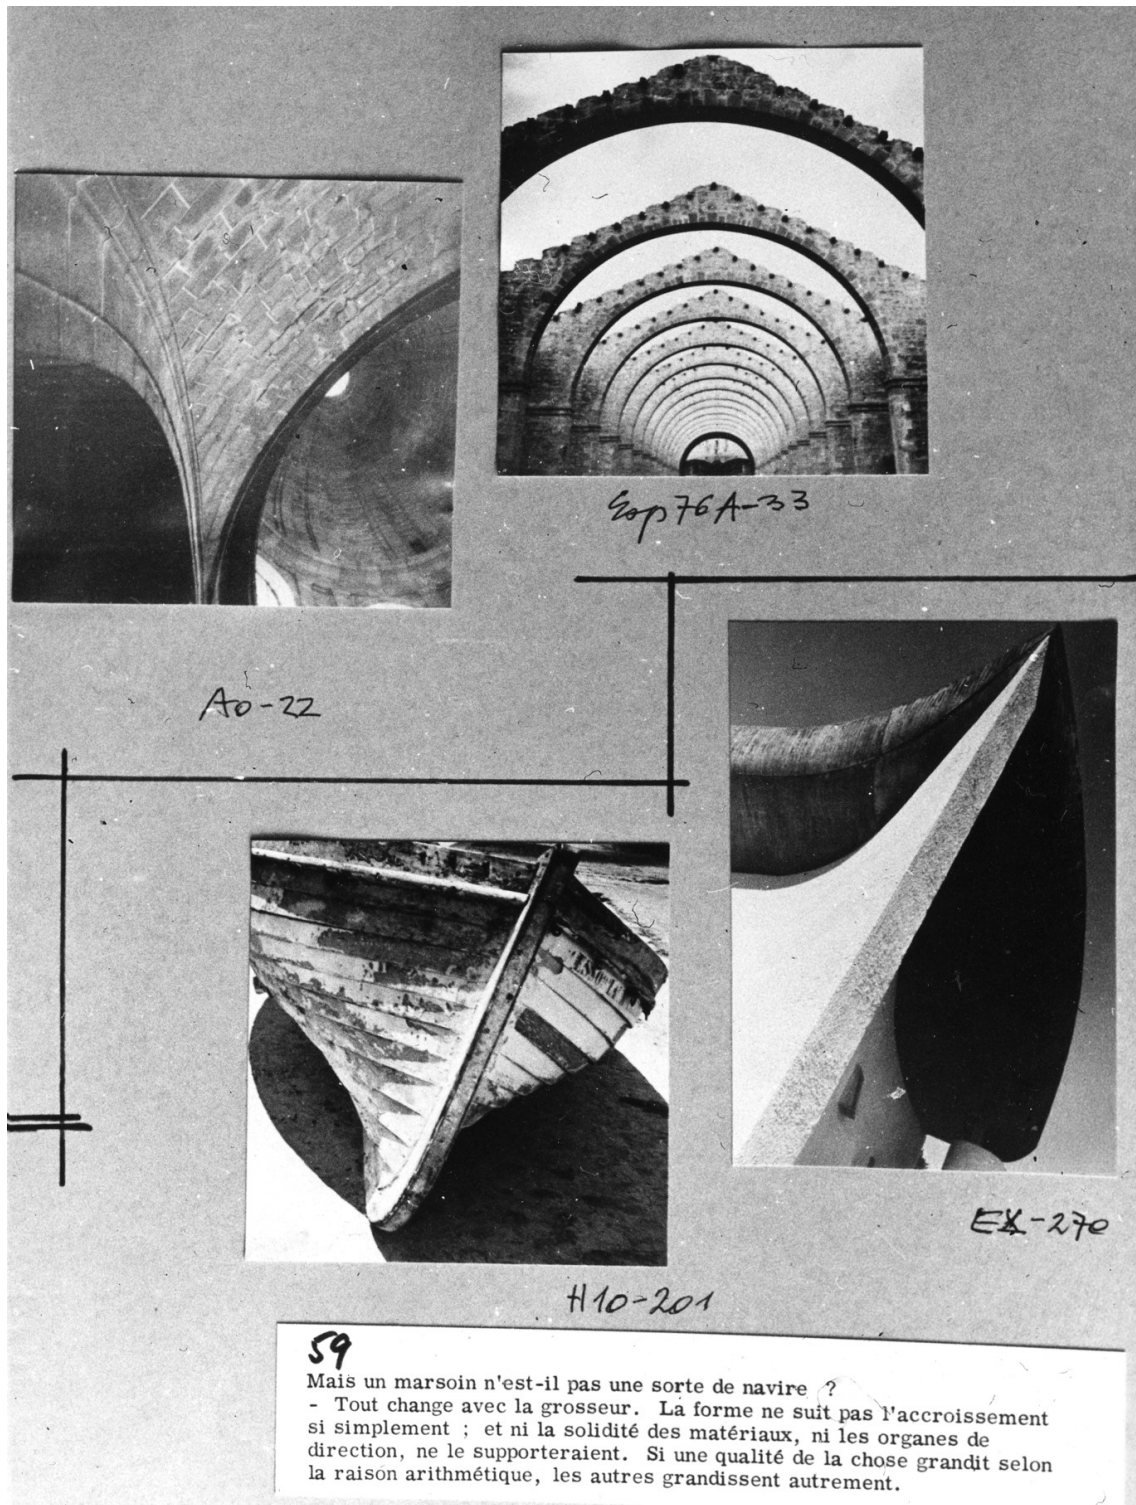 Esp76A-33
A0-22
EX-270
H10-201
59
Mais un marsoin n'est-il pas une sorte de navire ?
- Tout change avec la grosseur. La forme ne suit pas l'accroissement
si simplement ; et ni la solidité des matériaux, ni les organes de
direction, ne le supporteraient. Si une qualité de la chose grandit selon
la raison arithmétique, les autres grandissent autrement.